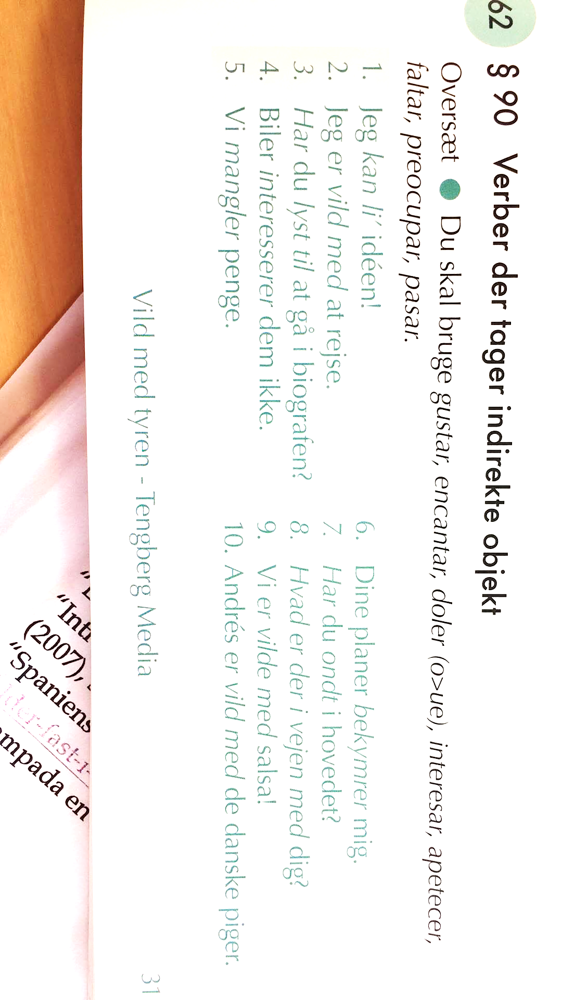 62
§ 90 Verber der tager indirekte objekt
Oversæt ● Du skal bruge gustar, encantar, doler (o>ue), interesar, apetecer,
faltar, preocupar, pasar.
1. Jeg kan li' idéen!
2. Jeg er vild med at rejse.
3. Har du lyst til at gå i biografen?
4. Biler interesserer dem ikke.
5. Vi mangler penge.
6. Dine planer bekymrer mig.
7. Har du ondt i hovedet?
8. Hvad er der i vejen med dig?
9. Vi er vilde med salsa!
10. Andrés er vild med de danske piger.
Vild med tyren - Tengberg Media
31
"Int
(2007),
"Spaniens
en